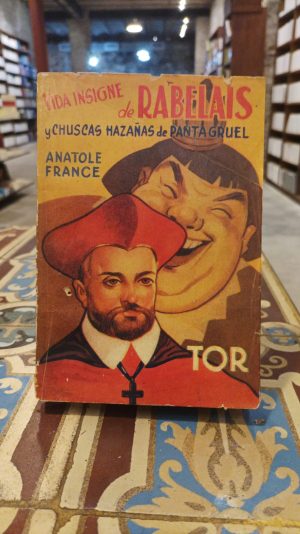 VIDA INSIGNE
de RABELAIS
y CHUSCAS HAZAÑAS de PANTAGRUEL
ANATOLE
FRANCE
TOR